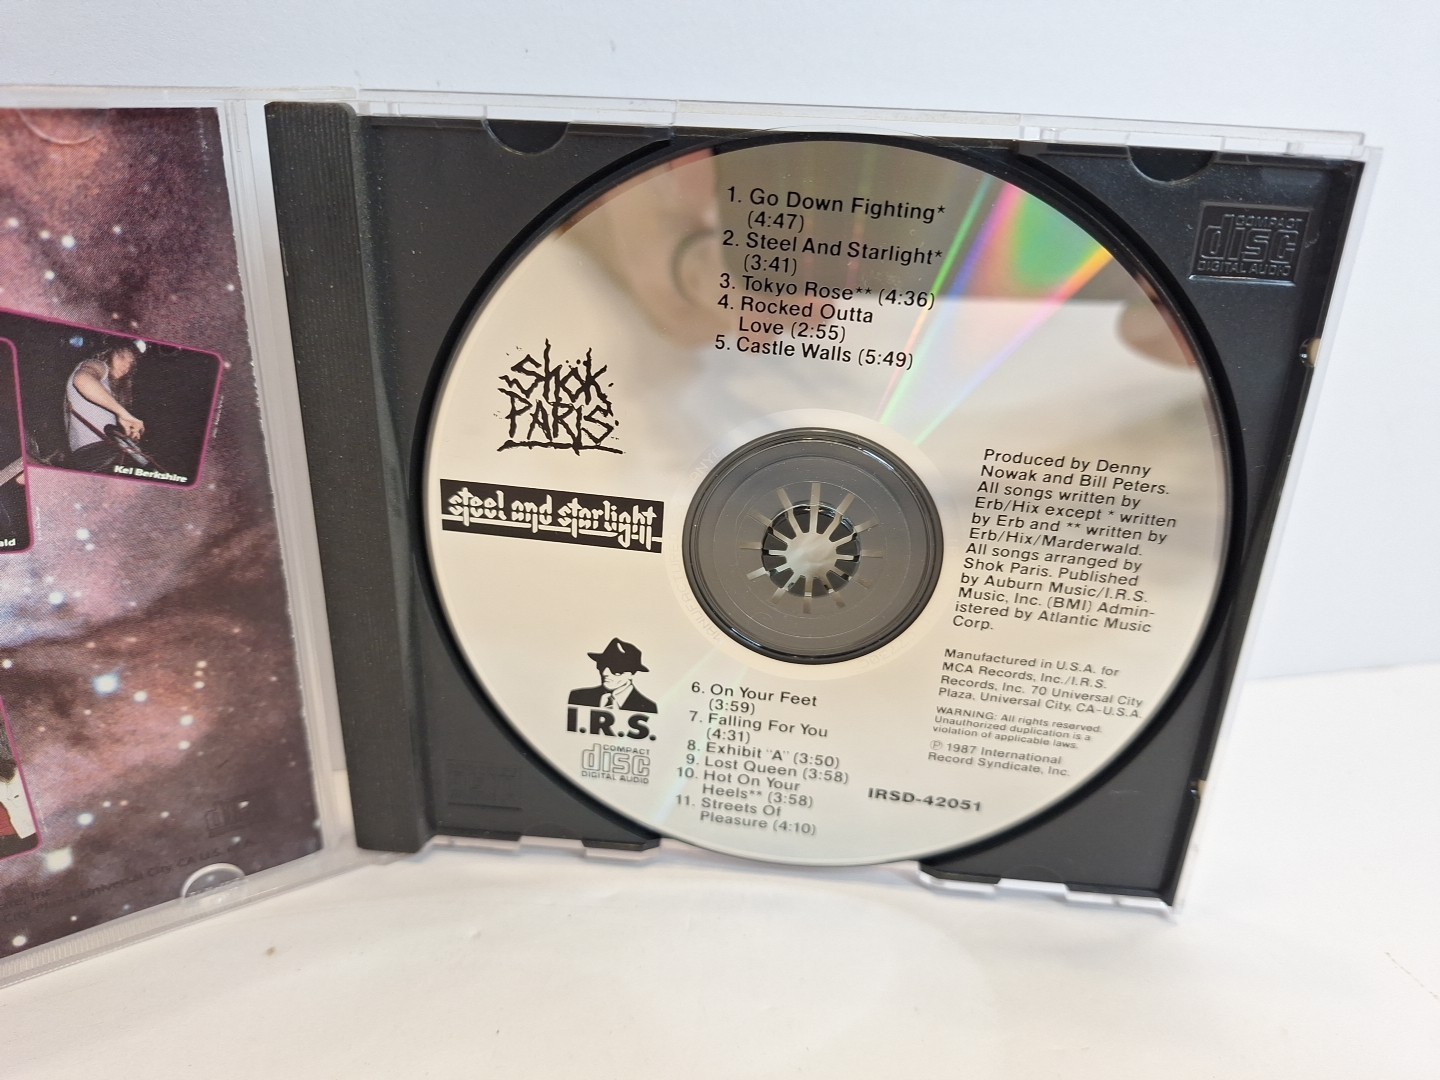 1. Go Down Fighting*
(4:47)
2. Steel And Starlight*
(3:41)
3. Tokyo Rose** (4:36)
4. Rocked Outta
Love (2:55)
5. Castle Walls (5:49)
COMPACT
disc
DIGITAL AUDIO
SHÖK
PARIS
steel and starlight
Kel Berkshire
ald
Produced by Denny
Nowak and Bill Peters.
All songs written by
Erb/Hix except * written
by Erb and ** written by
Erb/Hix/Marderwald.
All songs arranged by
Shok Paris. Published
by Auburn Music/I.R.S.
Music, Inc. (BMI) Admin-
istered by Atlantic Music
Corp.
Manufactured in U.S.A. for
MCA Records, Inc./I.R.S.
Records, Inc. 70 Universal City
Plaza, Universal City, CA-U.S.A.
WARNING: All rights reserved.
Unauthorized duplication is a
violation of applicable laws.
℗ 1987 International
Record Syndicate, Inc.
I.R.S.
COMPACT
disc
DIGITAL AUDIO
6. On Your Feet
(3:59)
7. Falling For You
(4:31)
8. Exhibit "A" (3:50)
9. Lost Queen (3:58)
10. Hot On Your
Heels** (3:58)
11. Streets Of
Pleasure (4:10)
IRSD-42051
Universal City, CA U.S.